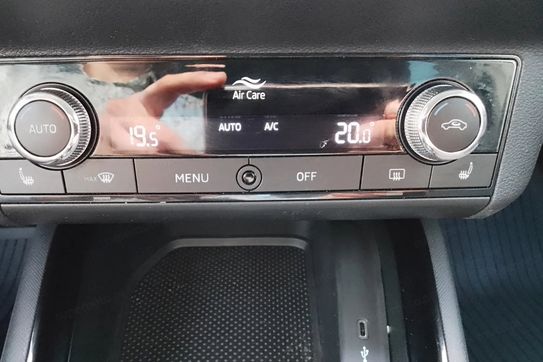 Air Care
AUTO
19.5°
AUTO A/C
20.0
MAX
MENU
OFF